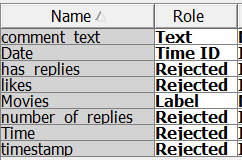 Name Role
comment_text Text
Date Time ID
has_replies Rejected
likes Rejected
Movies Label
number_of_replies Rejected
Time Rejected
timestamp Rejected